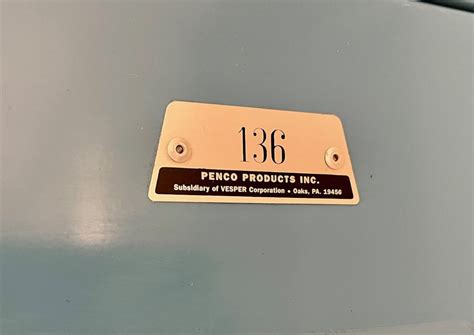 136
PENCO PRODUCTS INC.
Subsidiary of VESPER Corporation • Oaks, PA. 19456